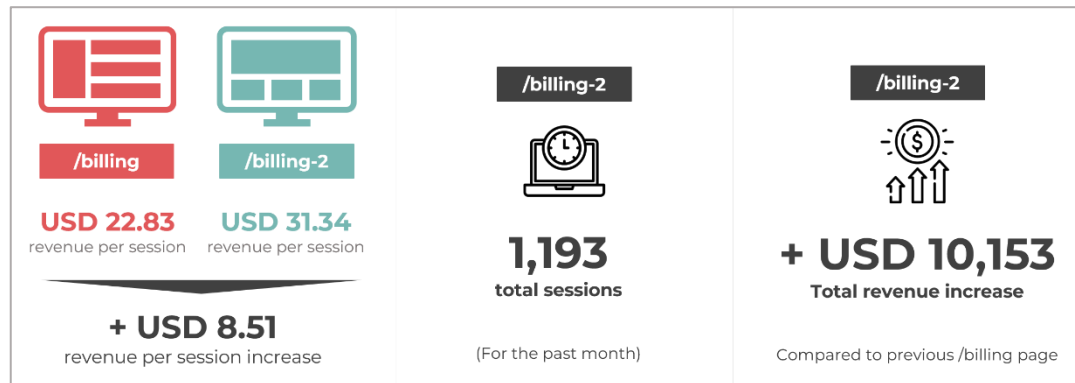 /billing
/billing-2
USD 22.83
revenue per session
USD 31.34
revenue per session
+ USD 8.51
revenue per session increase
/billing-2
1,193
total sessions
(For the past month)
/billing-2
$
+ USD 10,153
Total revenue increase
Compared to previous /billing page